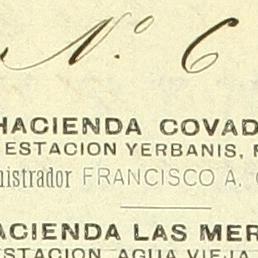 N.º 6
HACIENDA COVAD
ESTACION YERBANIS,
nistrador FRANCISCO A.
ACIENDA LAS MER
ESTACION AGUA VIEJA